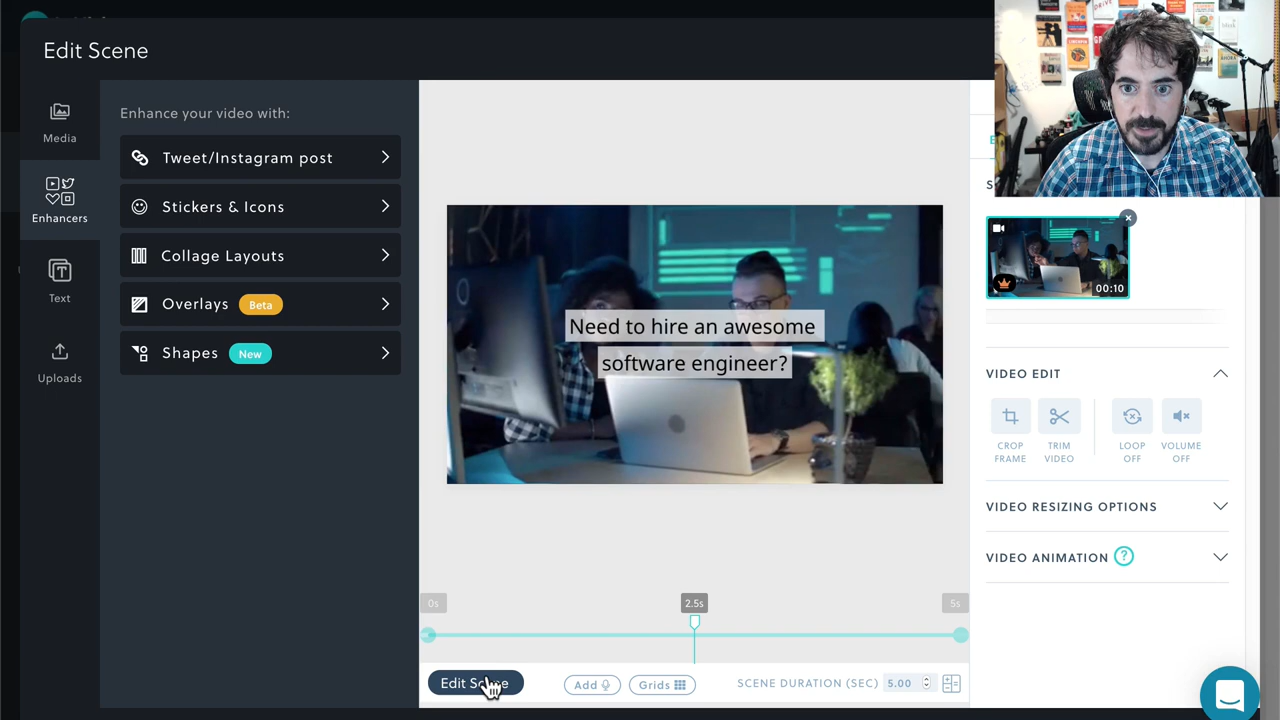 Edit Scene
Media
Enhancers
Text
Uploads
Enhance your video with:
Tweet/Instagram post
Stickers & Icons
Collage Layouts
Overlays Beta
Shapes New
Need to hire an awesome
software engineer?
0s
2.5s
5s
Edit Scene
Add
Grids
SCENE DURATION (SEC) 5.00
00:10
VIDEO EDIT
CROP FRAME
TRIM VIDEO
LOOP OFF
VOLUME OFF
VIDEO RESIZING OPTIONS
VIDEO ANIMATION ?
DRIVE